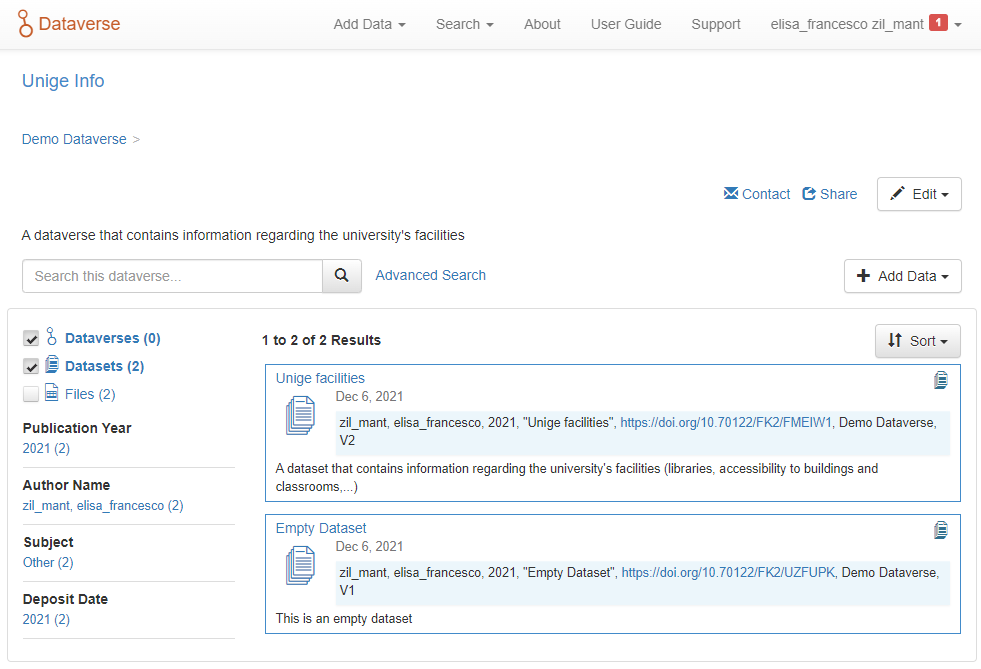 Dataverse
Add Data Search About User Guide Support elisa_francesco zil_mant 1
Unige Info
Demo Dataverse >
Contact Share Edit
A dataverse that contains information regarding the university's facilities
Search this dataverse...
Advanced Search
Add Data
Dataverses (0)
Datasets (2)
Files (2)
Publication Year
2021 (2)
Author Name
zil_mant, elisa_francesco (2)
Subject
Other (2)
Deposit Date
2021 (2)
1 to 2 of 2 Results
Sort
Unige facilities
Dec 6, 2021
zil_mant, elisa_francesco, 2021, "Unige facilities", https://doi.org/10.70122/FK2/FMEIW1, Demo Dataverse,
V2
A dataset that contains information regarding the university's facilities (libraries, accessibility to buildings and
classrooms,...)
Empty Dataset
Dec 6, 2021
zil_mant, elisa_francesco, 2021, "Empty Dataset", https://doi.org/10.70122/FK2/UZFUPK, Demo Dataverse,
V1
This is an empty dataset